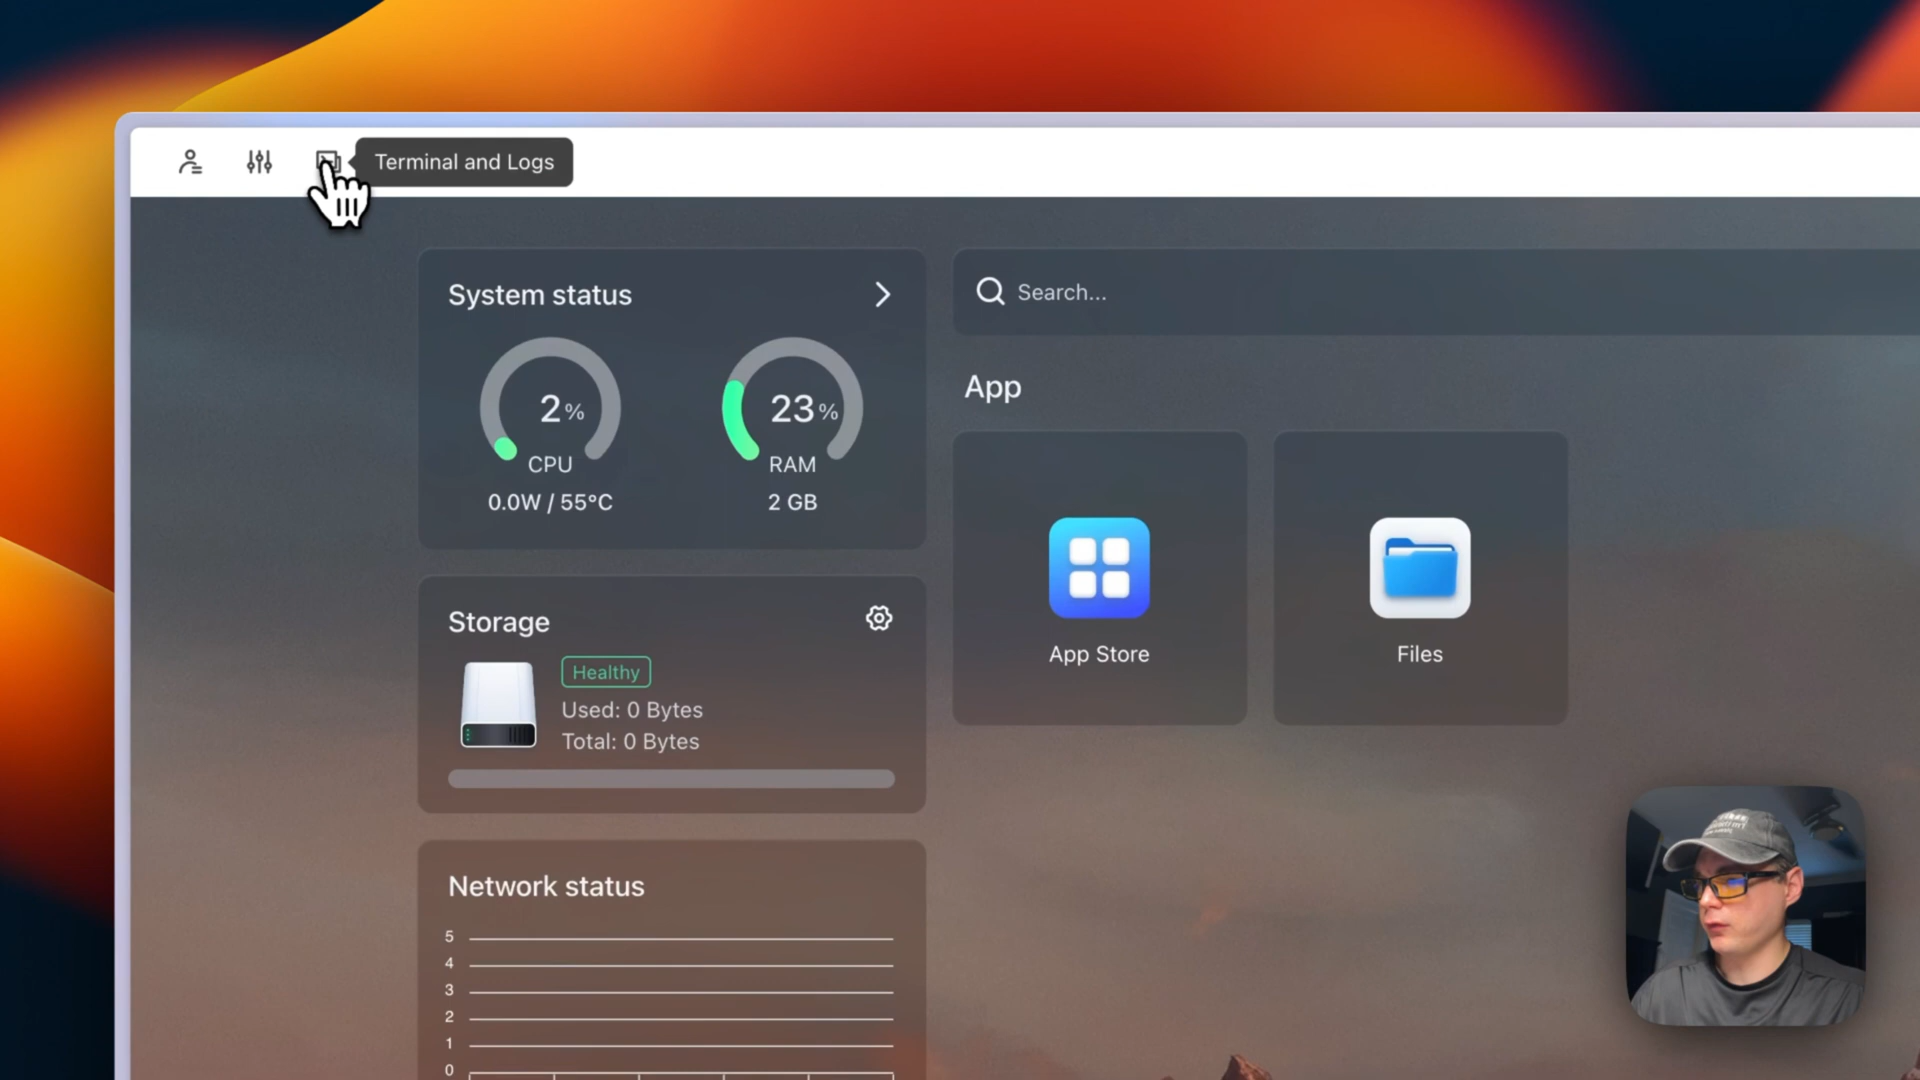 Terminal and Logs
System status
Search...
2%
CPU
0.0W / 55°C
23%
RAM
2 GB
App
App Store
Files
Storage
Healthy
Used: 0 Bytes
Total: 0 Bytes
Network status
5
4
3
2
1
0